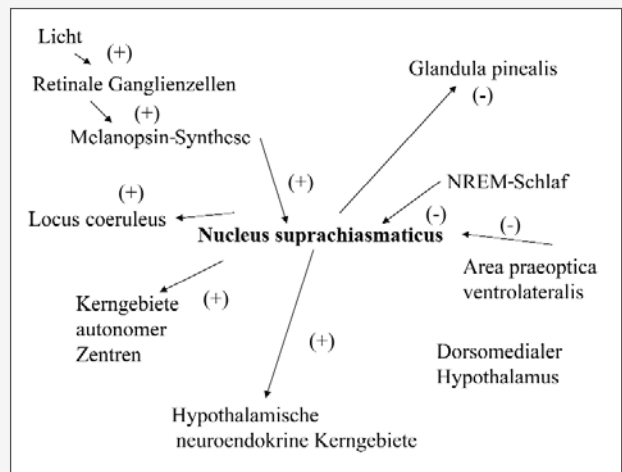 Licht
(+)
Retinale Ganglienzellen
(+)
Melanopsin-Synthese
(+)
Glandula pinealis
(-)
NREM-Schlaf
(-)
(-)
(+)
Locus coeruleus
Nucleus suprachiasmaticus
Area praeoptica
ventrolateralis
Kerngebiete
autonomer
Zentren
(+)
(+)
Dorsomedialer
Hypothalamus
Hypothalamische
neuroendokrine Kerngebiete